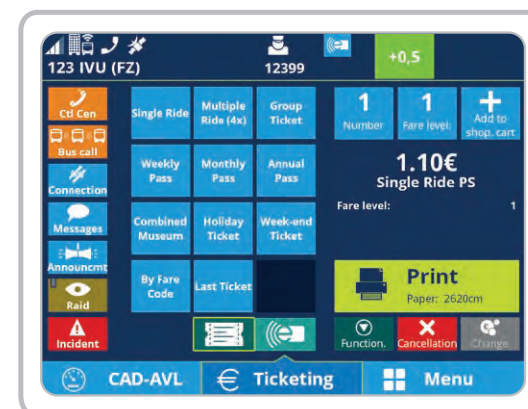 123 IVU (FZ)
12399
+0,5
Ctl Cen
Bus call
Connection
Messages
Announcmt
Raid
Incident
Single Ride
Multiple
Ride (4x)
Group
Ticket
Weekly
Pass
Monthly
Pass
Annual
Pass
Combined
Museum
Holiday
Ticket
Week-end
Ticket
By Fare
Code
Last Ticket
1
Number
1
Fare level:
Add to
shop. cart
1.10€
Single Ride PS
Fare level: 1
Print
Paper: 2620cm
Function.
Cancellation
Change
CAD-AVL
€ Ticketing
Menu